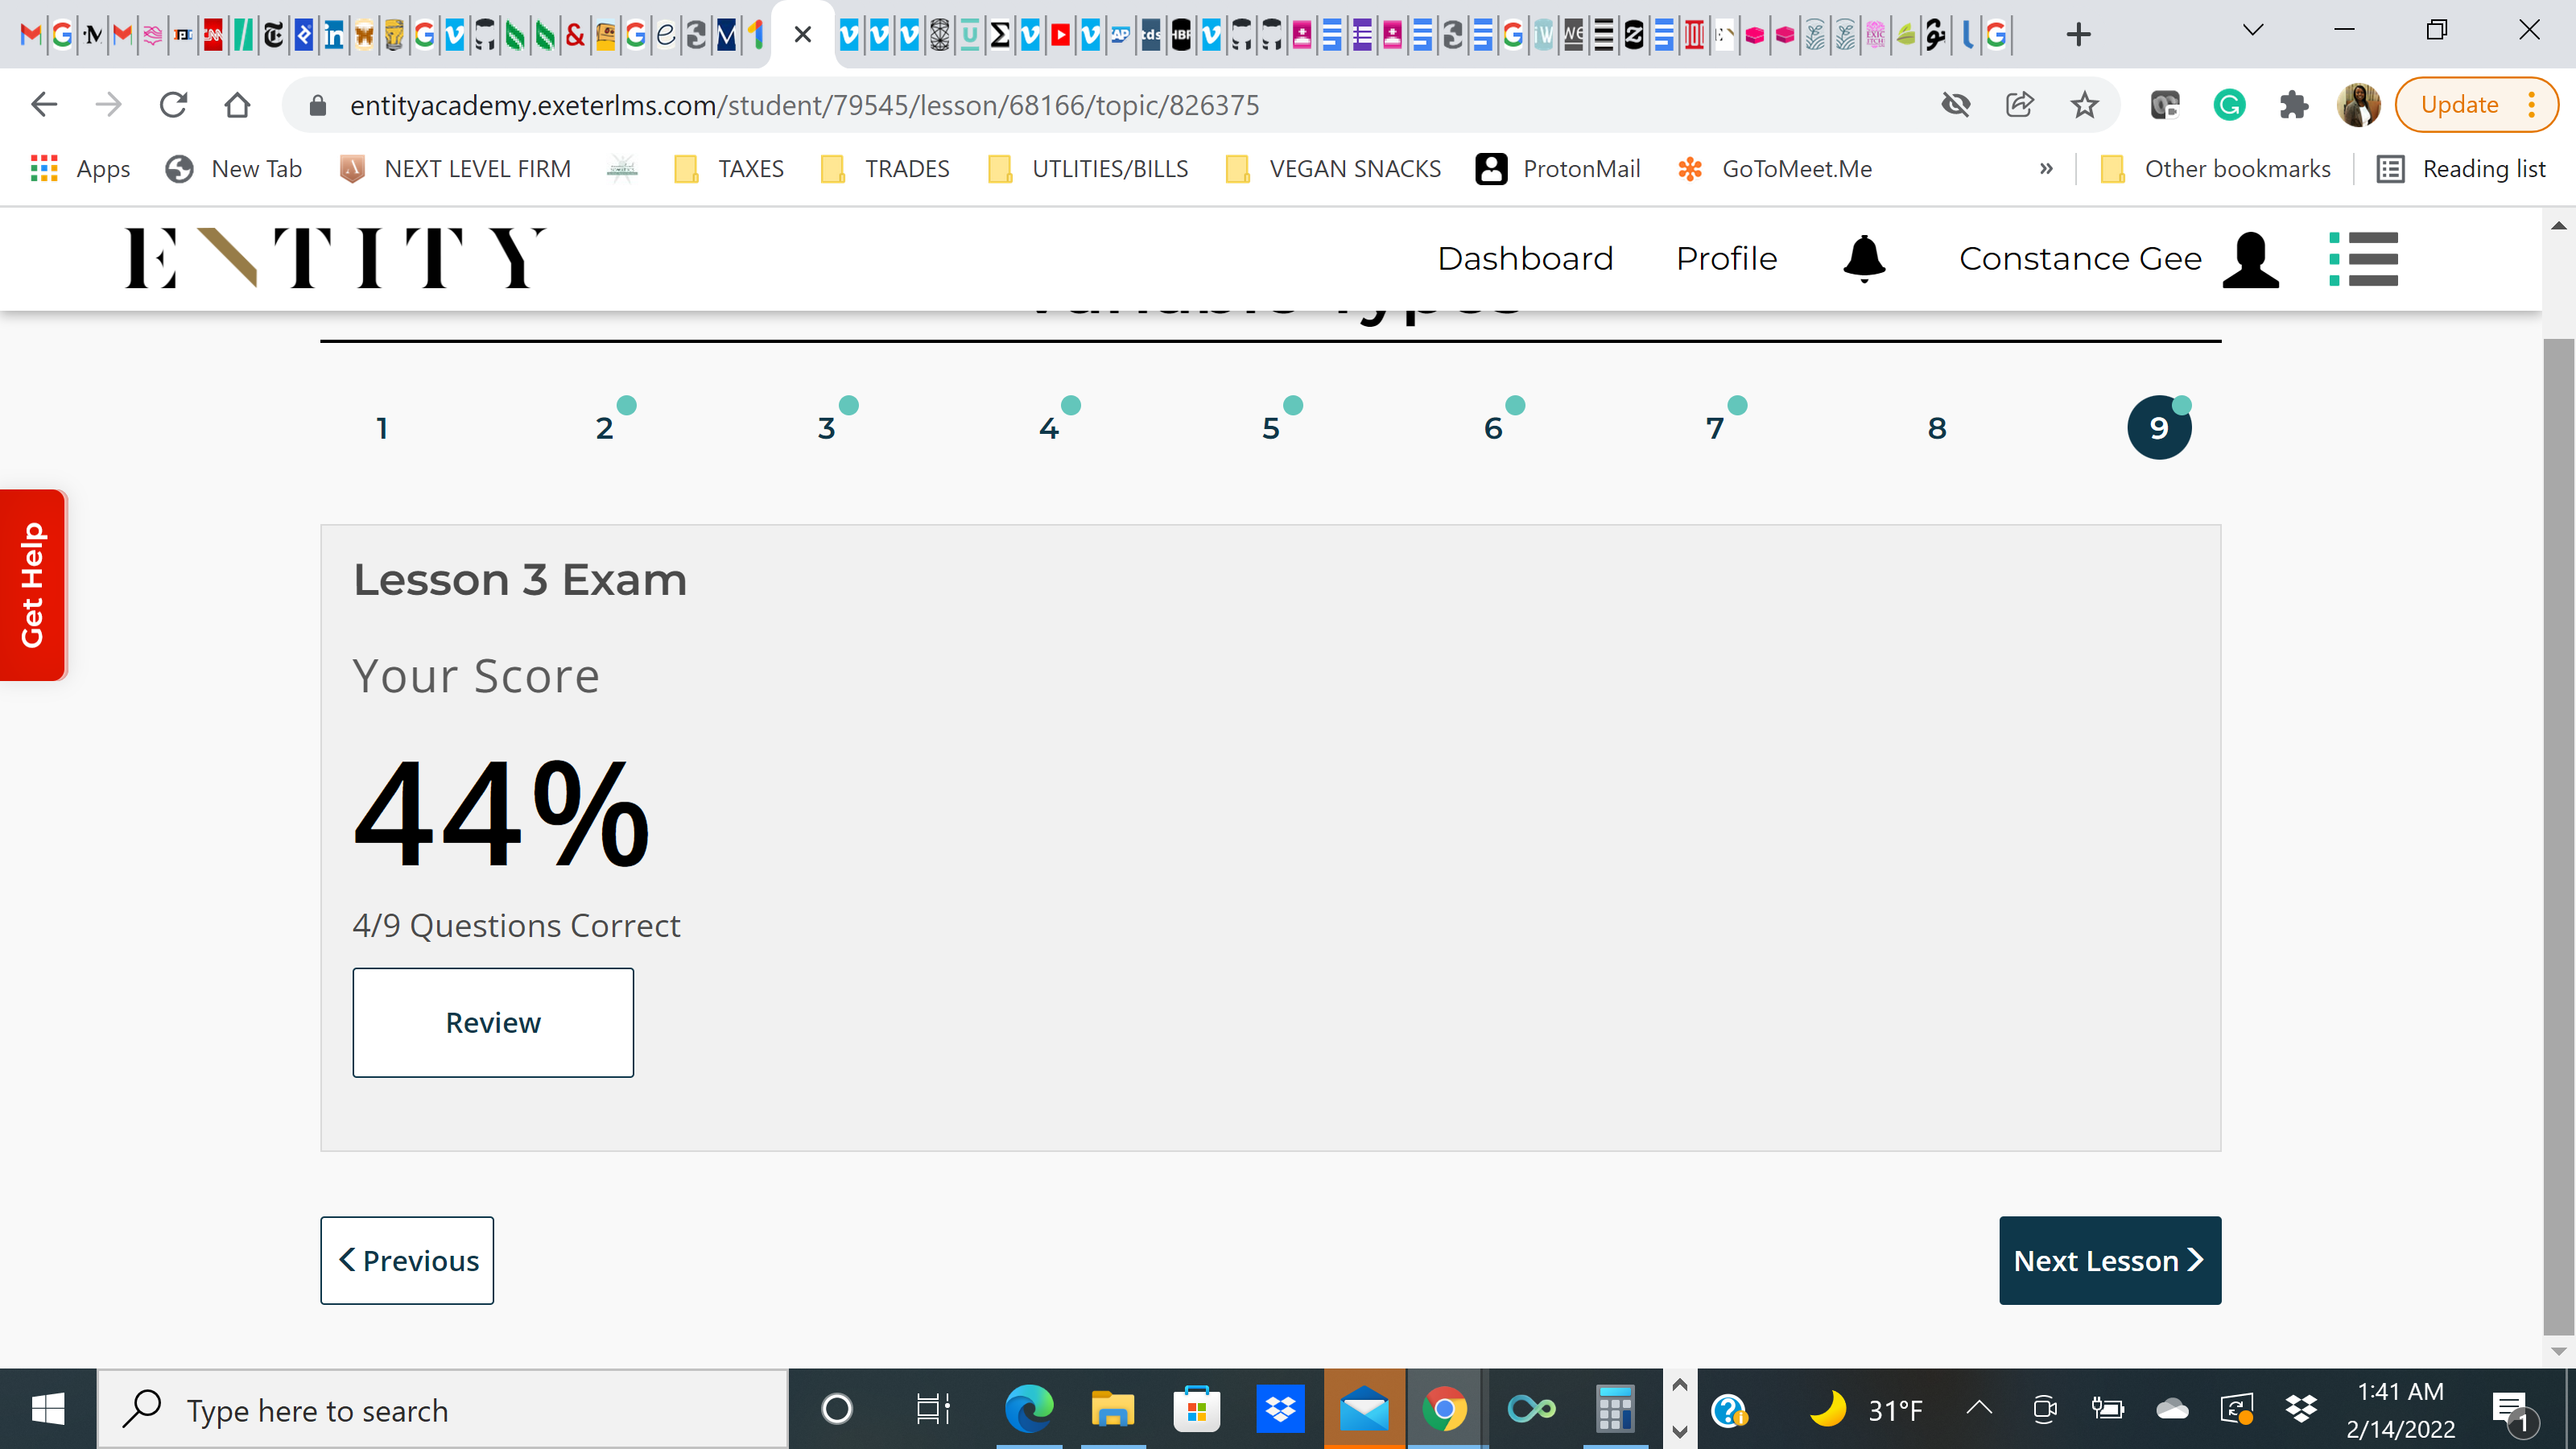 entityacademy.exeterlms.com/student/79545/lesson/68166/topic/826375
Update
Apps
New Tab
NEXT LEVEL FIRM
TAXES
TRADES
UTLITIES/BILLS
VEGAN SNACKS
ProtonMail
GoToMeet.Me
»
Other bookmarks
Reading list
ENTITY
Dashboard
Profile
Constance Gee
Variable Types
1 2 3 4 5 6 7 8 9
Get Help
Lesson 3 Exam
Your Score
44%
4/9 Questions Correct
Review
Previous
Next Lesson
Type here to search
31°F
1:41 AM
2/14/2022
1